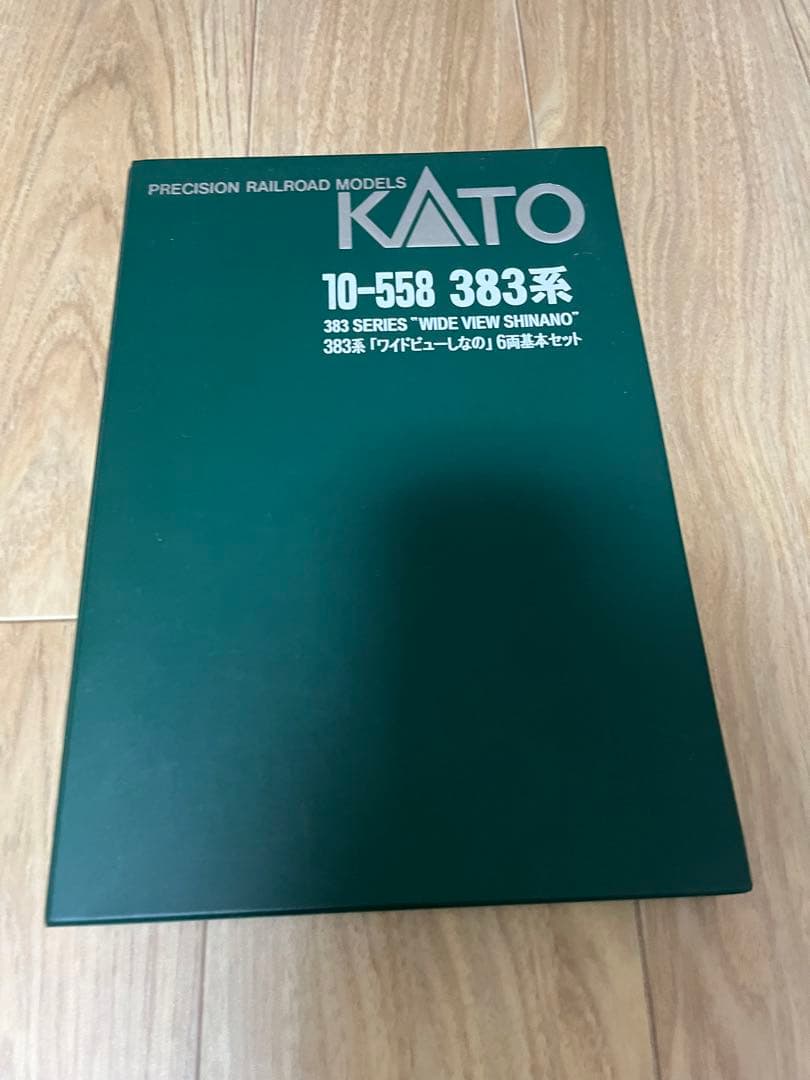 PRECISION RAILROAD MODELS
KATO
10-558 383系
383 SERIES "WIDE VIEW SHINANO"
383系「ワイドビューしなの」6両基本セット